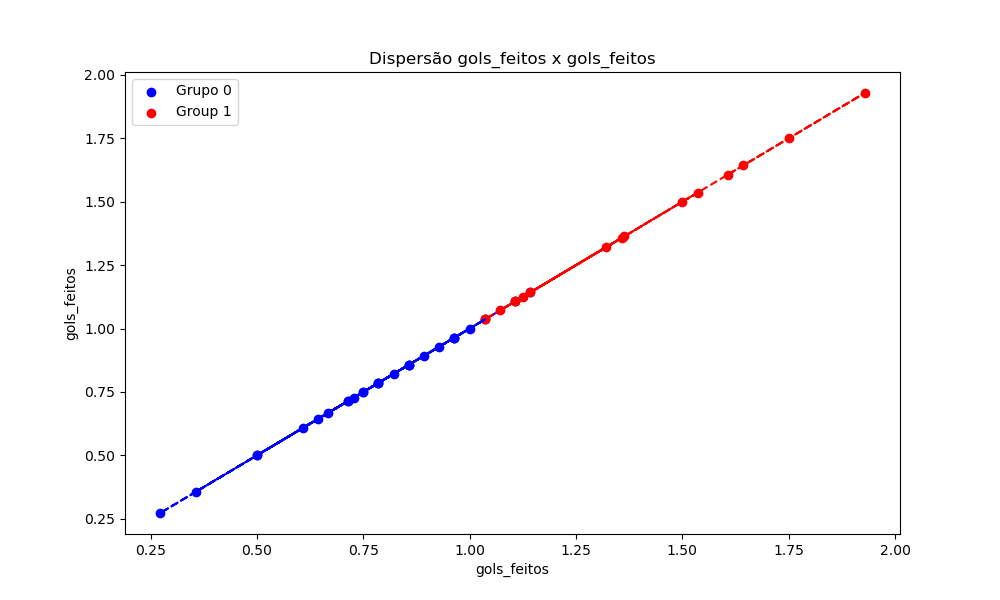 Dispersão gols_feitos x gols_feitos
Grupo 0
Group 1
gols_feitos
2.00
1.75
1.50
1.25
1.00
0.75
0.50
0.25
0.25 0.50 0.75 1.00 1.25 1.50 1.75 2.00
gols_feitos